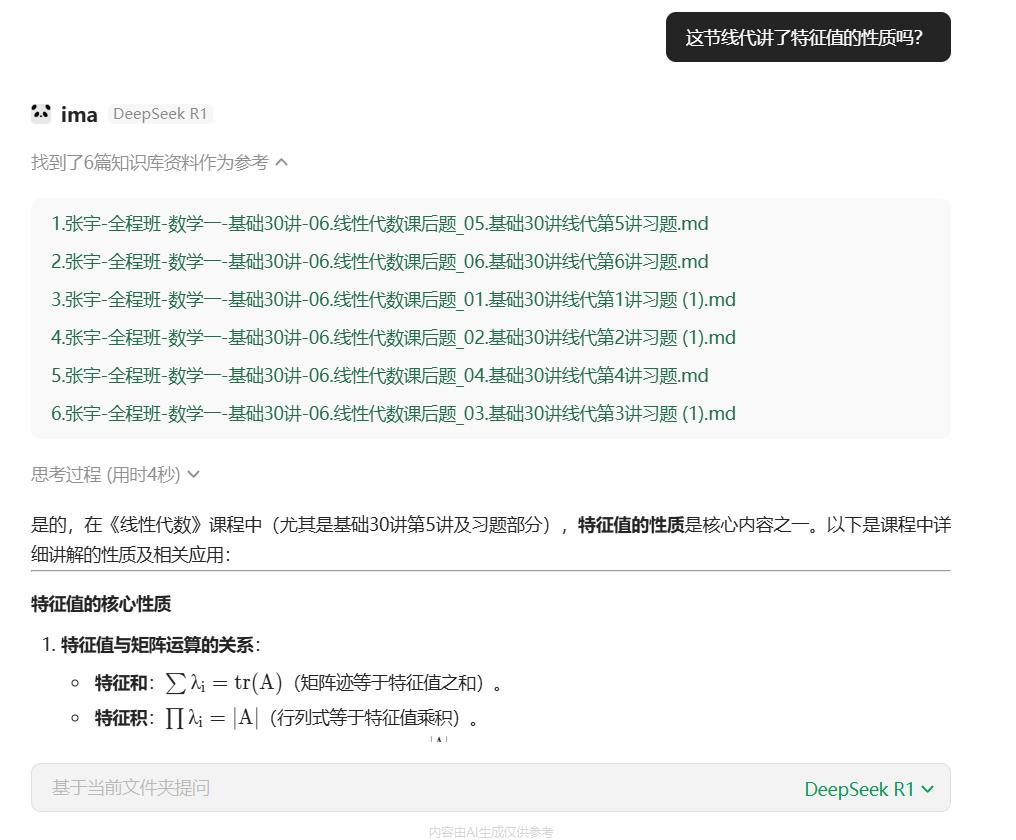 这节线代讲了特征值的性质吗?
ima DeepSeek R1
找到了6篇知识库资料作为参考
1.张宇-全程班-数学一-基础30讲-06.线性代数课后题_05.基础30讲线代第5讲习题.md
2.张宇-全程班-数学一-基础30讲-06.线性代数课后题_06.基础30讲线代第6讲习题.md
3.张宇-全程班-数学一-基础30讲-06.线性代数课后题_01.基础30讲线代第1讲习题 (1).md
4.张宇-全程班-数学一-基础30讲-06.线性代数课后题_02.基础30讲线代第2讲习题 (1).md
5.张宇-全程班-数学一-基础30讲-06.线性代数课后题_04.基础30讲线代第4讲习题.md
6.张宇-全程班-数学一-基础30讲-06.线性代数课后题_03.基础30讲线代第3讲习题 (1).md
思考过程 (用时4秒)
是的，在《线性代数》课程中（尤其是基础30讲第5讲及习题部分），特征值的性质是核心内容之一。以下是课程中详
细讲解的性质及相关应用：
特征值的核心性质
1. 特征值与矩阵运算的关系：
特征和：∑ λᵢ = tr(A)（矩阵迹等于特征值之和）。
特征积：∏ λᵢ = |A|（行列式等于特征值乘积）。
基于当前文件夹提问 DeepSeek R1
内容由AI生成仅供参考